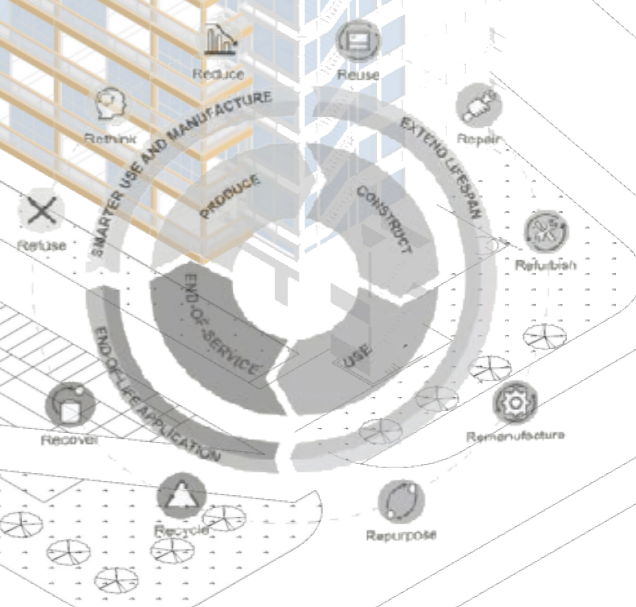 Reduce
Reuse
Rethink
Repair
Refuse
Refurbish
Recover
Remanufacture
Recycle
Repurpose
SMARTER USE AND MANUFACTURE
EXTEND LIFESPAN
END-OF-LIFE APPLICATION
PRODUCE
CONSTRUCT
USE
END-OF-SERVICE